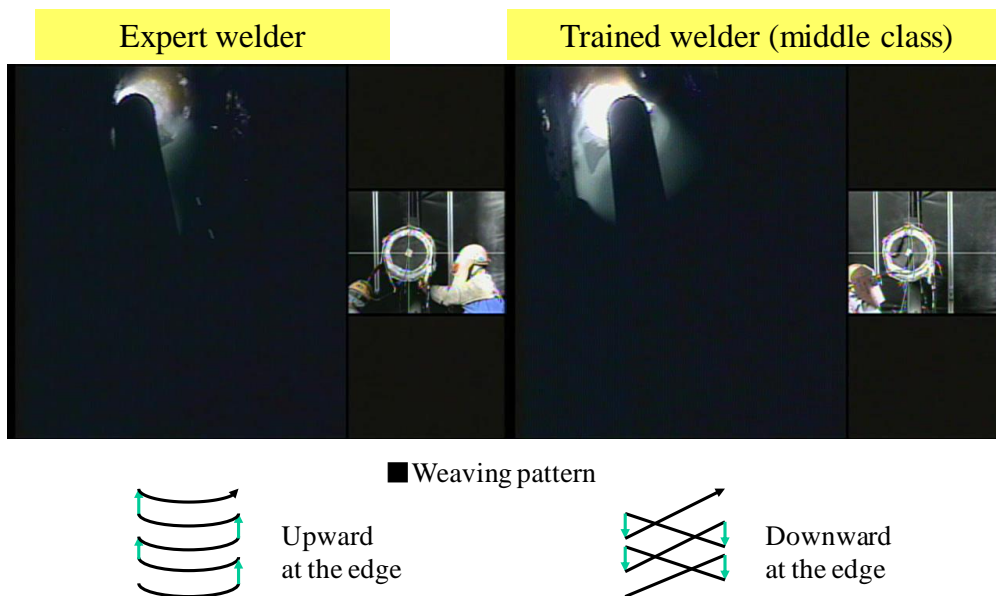 Expert welder
Trained welder (middle class)
■Weaving pattern
Upward
at the edge
Downward
at the edge